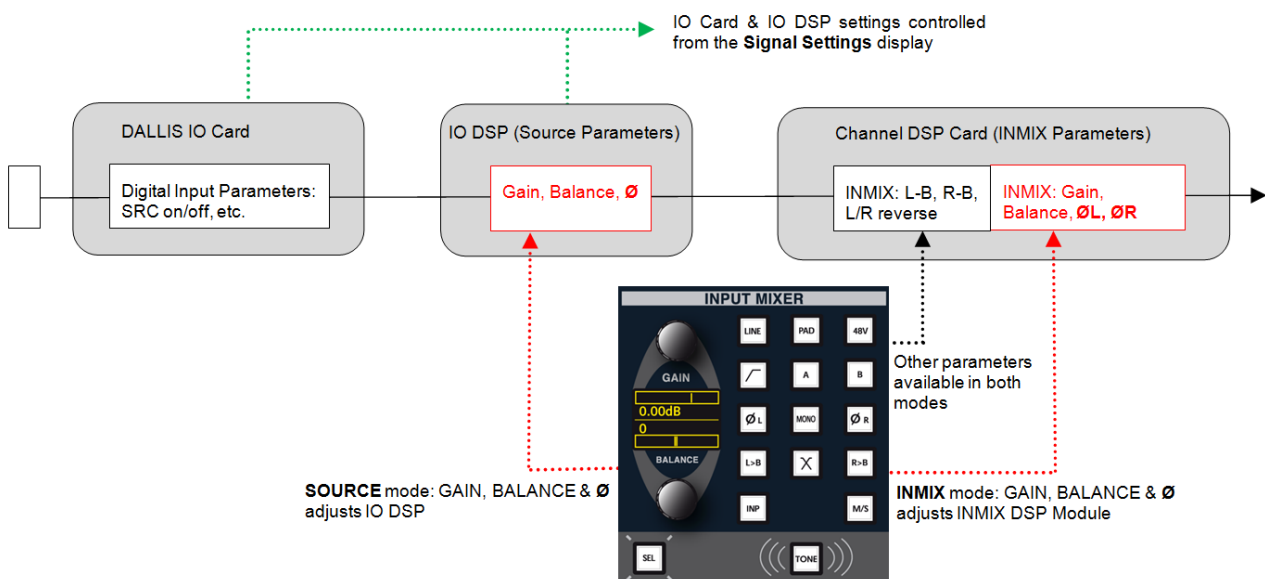 IO Card & IO DSP settings controlled
from the Signal Settings display
DALLIS IO Card
Digital Input Parameters:
SRC on/off, etc.
IO DSP (Source Parameters)
Gain, Balance, Ø
Channel DSP Card (INMIX Parameters)
INMIX: L-B, R-B,
L/R reverse
INMIX: Gain,
Balance, ØL, ØR
INPUT MIXER
LINE
PAD
48V
GAIN
A
B
0.00dB
0
Ø L
MONO
Ø R
BALANCE
L>B
X
R>B
INP
M/S
SEL
TONE
Other parameters
available in both
modes
SOURCE mode: GAIN, BALANCE & Ø
adjusts IO DSP
INMIX mode: GAIN, BALANCE & Ø
adjusts INMIX DSP Module